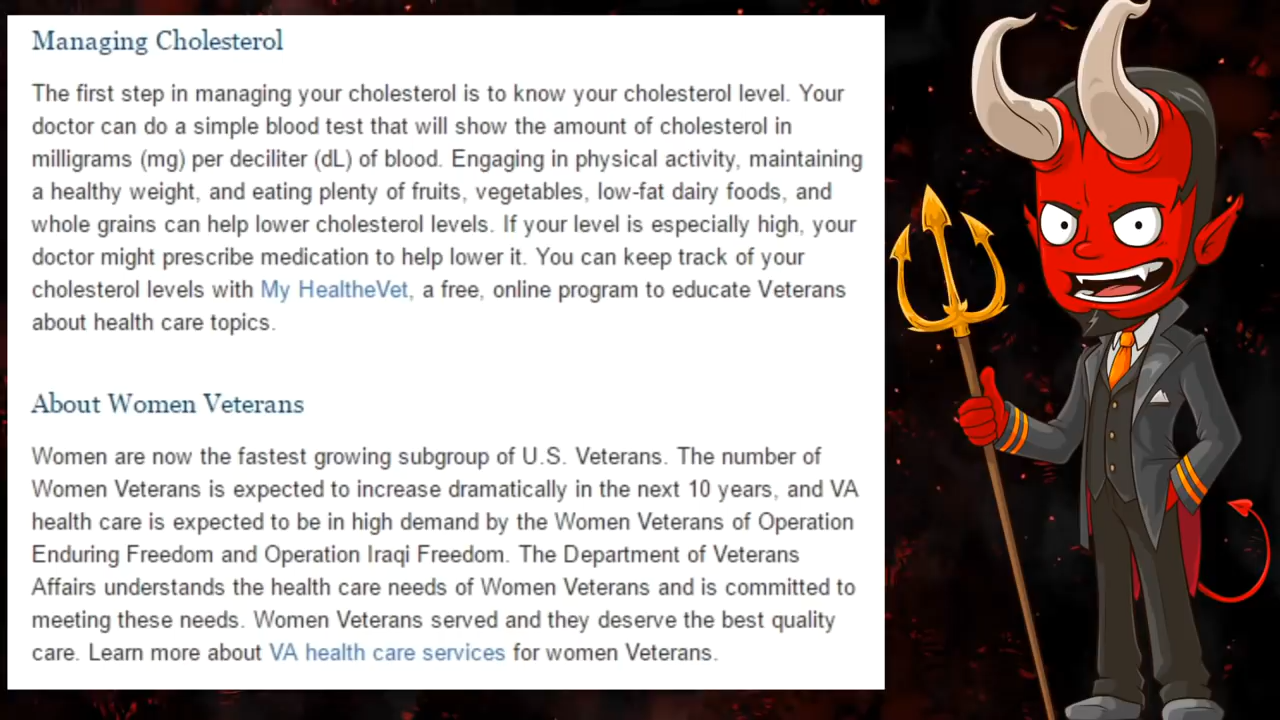 Managing Cholesterol
The first step in managing your cholesterol is to know your cholesterol level. Your
doctor can do a simple blood test that will show the amount of cholesterol in
milligrams (mg) per deciliter (dL) of blood. Engaging in physical activity, maintaining
a healthy weight, and eating plenty of fruits, vegetables, low-fat dairy foods, and
whole grains can help lower cholesterol levels. If your level is especially high, your
doctor might prescribe medication to help lower it. You can keep track of your
cholesterol levels with My HealtheVet, a free, online program to educate Veterans
about health care topics.
About Women Veterans
Women are now the fastest growing subgroup of U.S. Veterans. The number of
Women Veterans is expected to increase dramatically in the next 10 years, and VA
health care is expected to be in high demand by the Women Veterans of Operation
Enduring Freedom and Operation Iraqi Freedom. The Department of Veterans
Affairs understands the health care needs of Women Veterans and is committed to
meeting these needs. Women Veterans served and they deserve the best quality
care. Learn more about VA health care services for women Veterans.